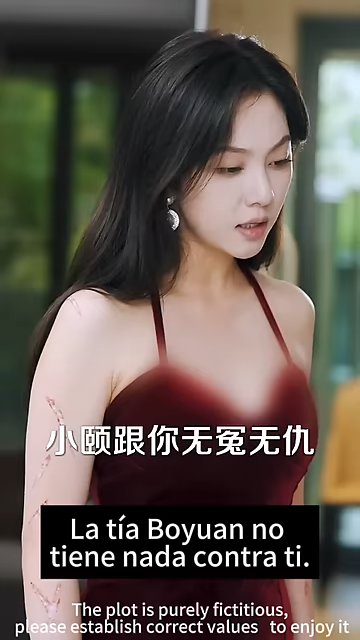 小颐跟你无冤无仇
La tía Boyuan no
tiene nada contra ti.
The plot is purely fictitious,
please establish correct values to enjoy it